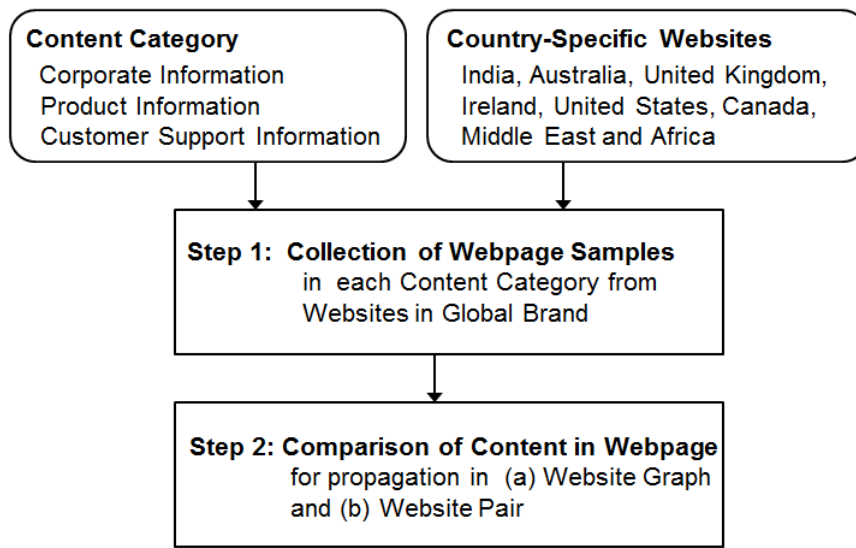 Content Category
Corporate Information
Product Information
Customer Support Information
Country-Specific Websites
India, Australia, United Kingdom,
Ireland, United States, Canada,
Middle East and Africa
Step 1: Collection of Webpage Samples
in each Content Category from
Websites in Global Brand
Step 2: Comparison of Content in Webpage
for propagation in (a) Website Graph
and (b) Website Pair